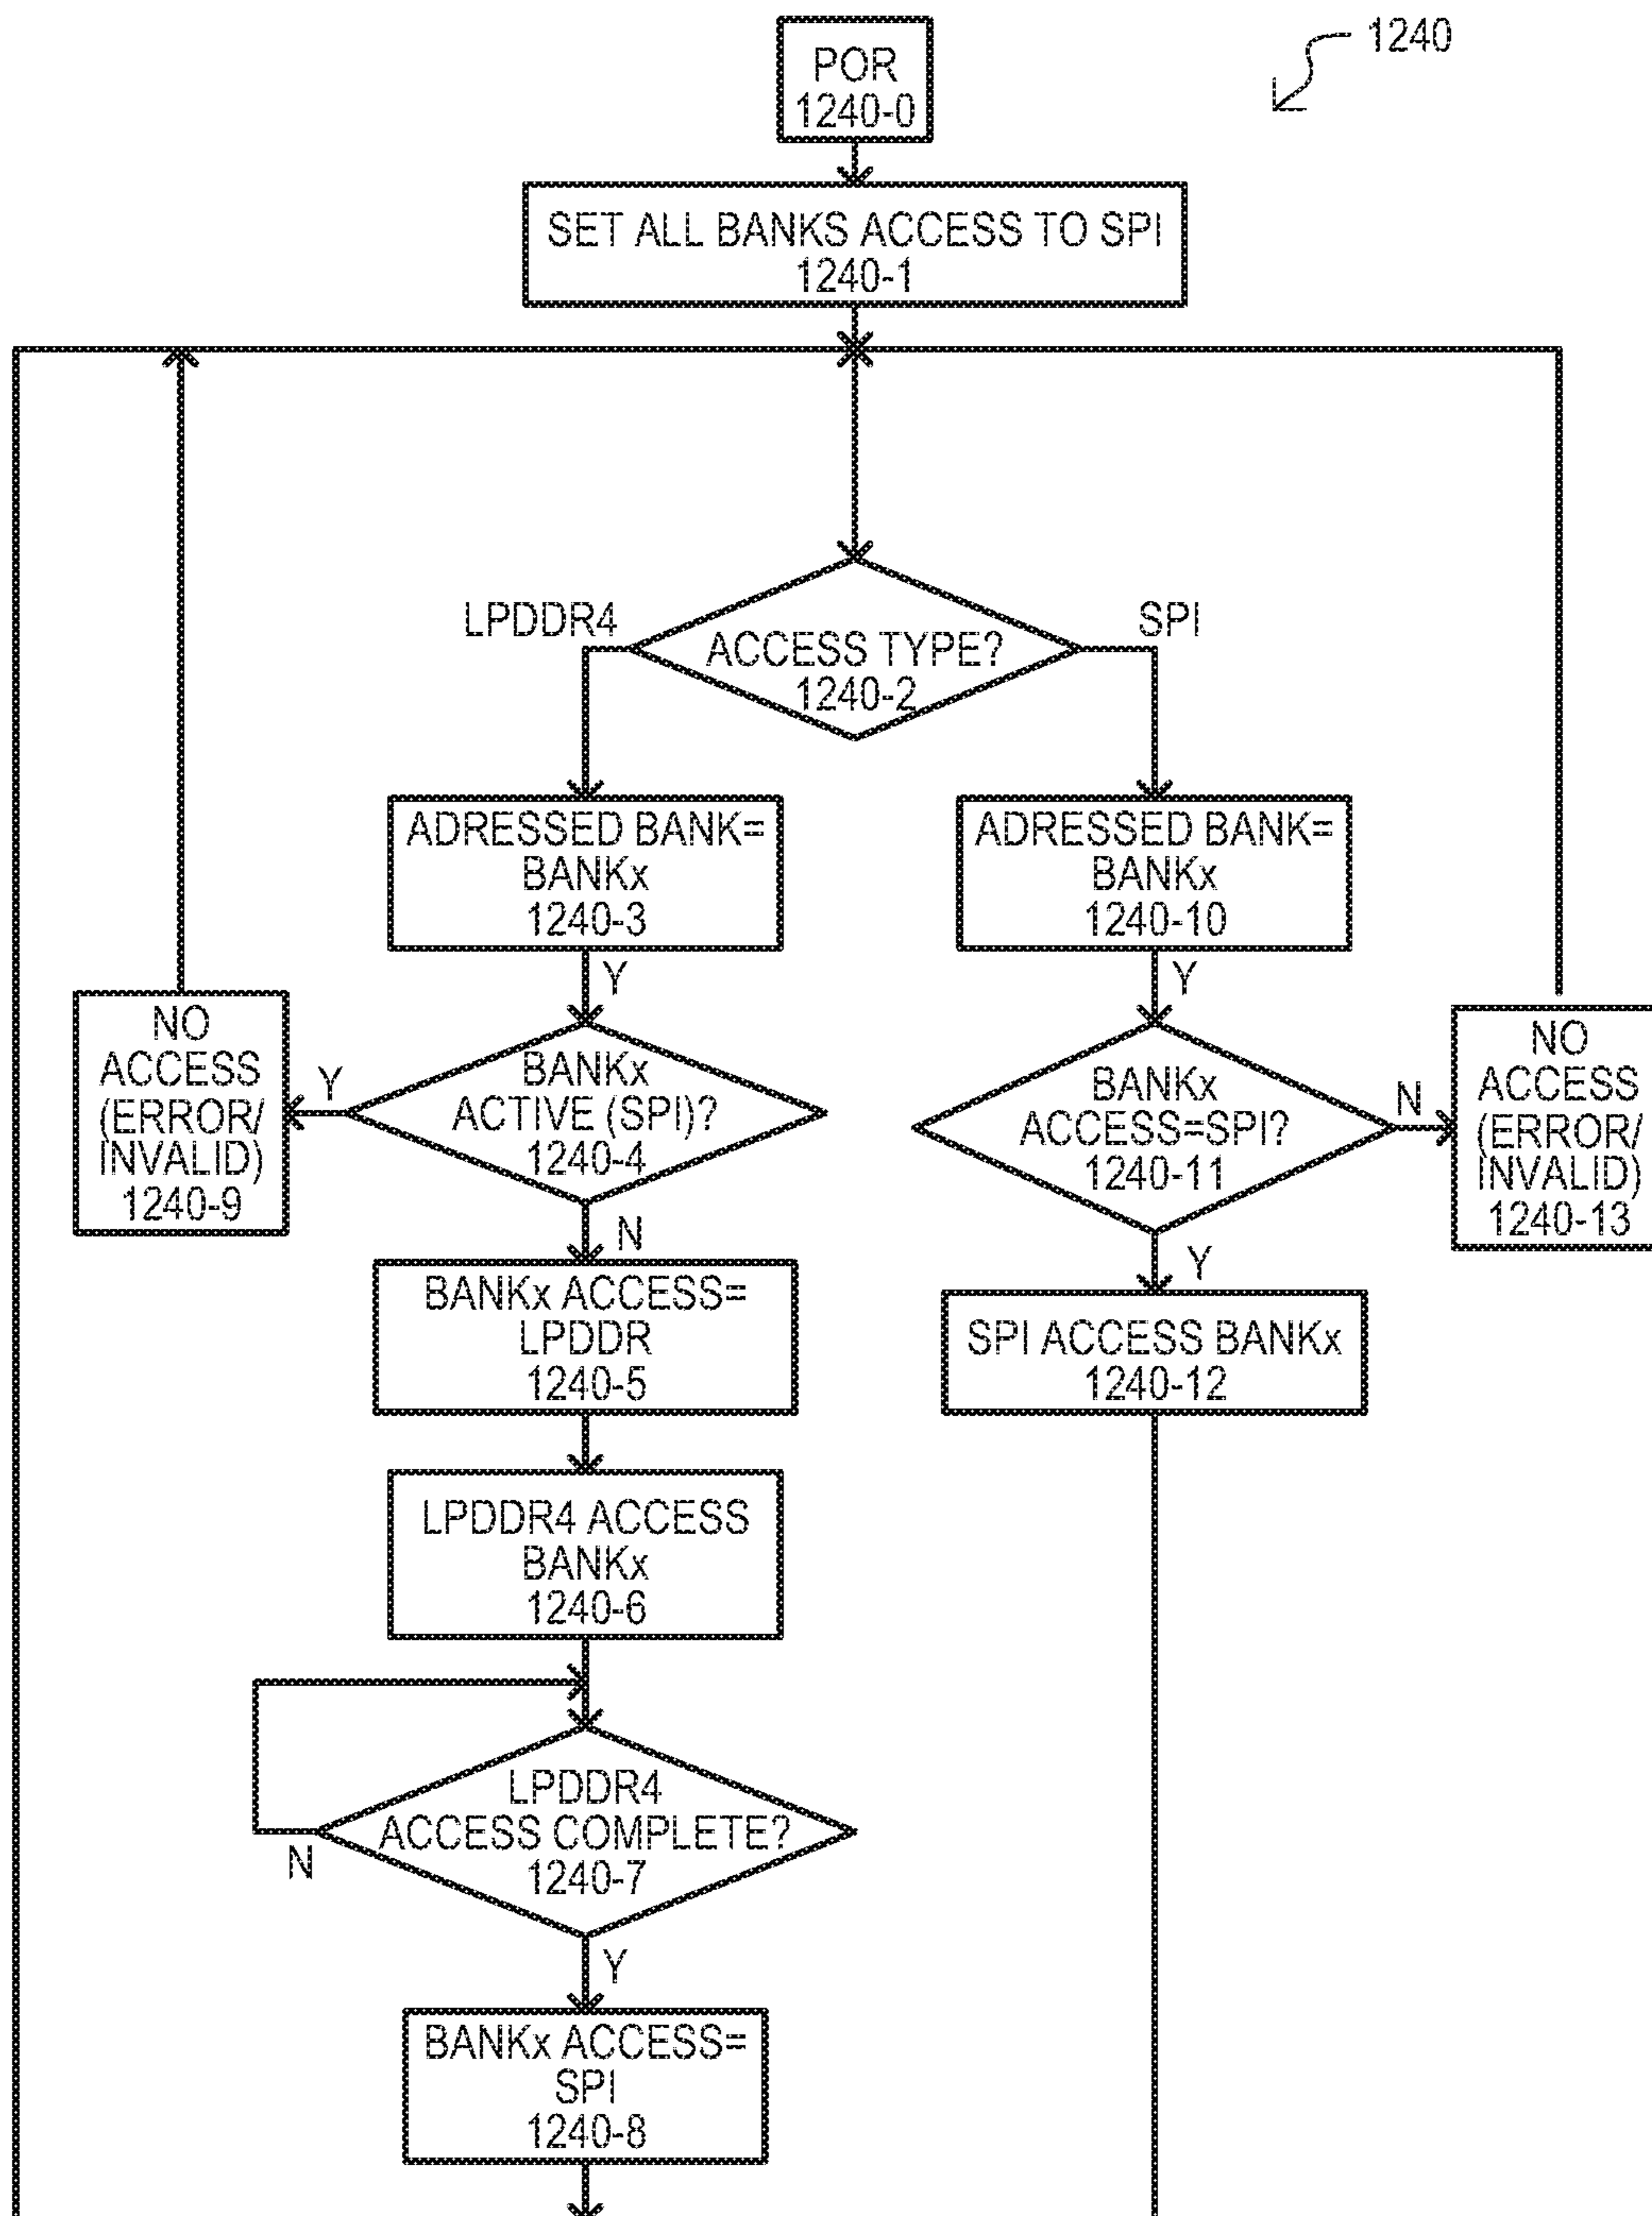 1240
POR
1240-0
SET ALL BANKS ACCESS TO SPI
1240-1
LPDDR4
SPI
ACCESS TYPE?
1240-2
ADRESSED BANK=
BANKx
1240-3
Y
ADRESSED BANK=
BANKx
1240-10
Y
NO
ACCESS
(ERROR/
INVALID)
1240-9
Y
BANKx
ACTIVE (SPI)?
1240-4
N
BANKx
ACCESS=SPI?
1240-11
N
Y
NO
ACCESS
(ERROR/
INVALID)
1240-13
BANKx ACCESS=
LPDDR
1240-5
SPI ACCESS BANKx
1240-12
LPDDR4 ACCESS
BANKx
1240-6
LPDDR4
ACCESS COMPLETE?
1240-7
N
Y
BANKx ACCESS=
SPI
1240-8